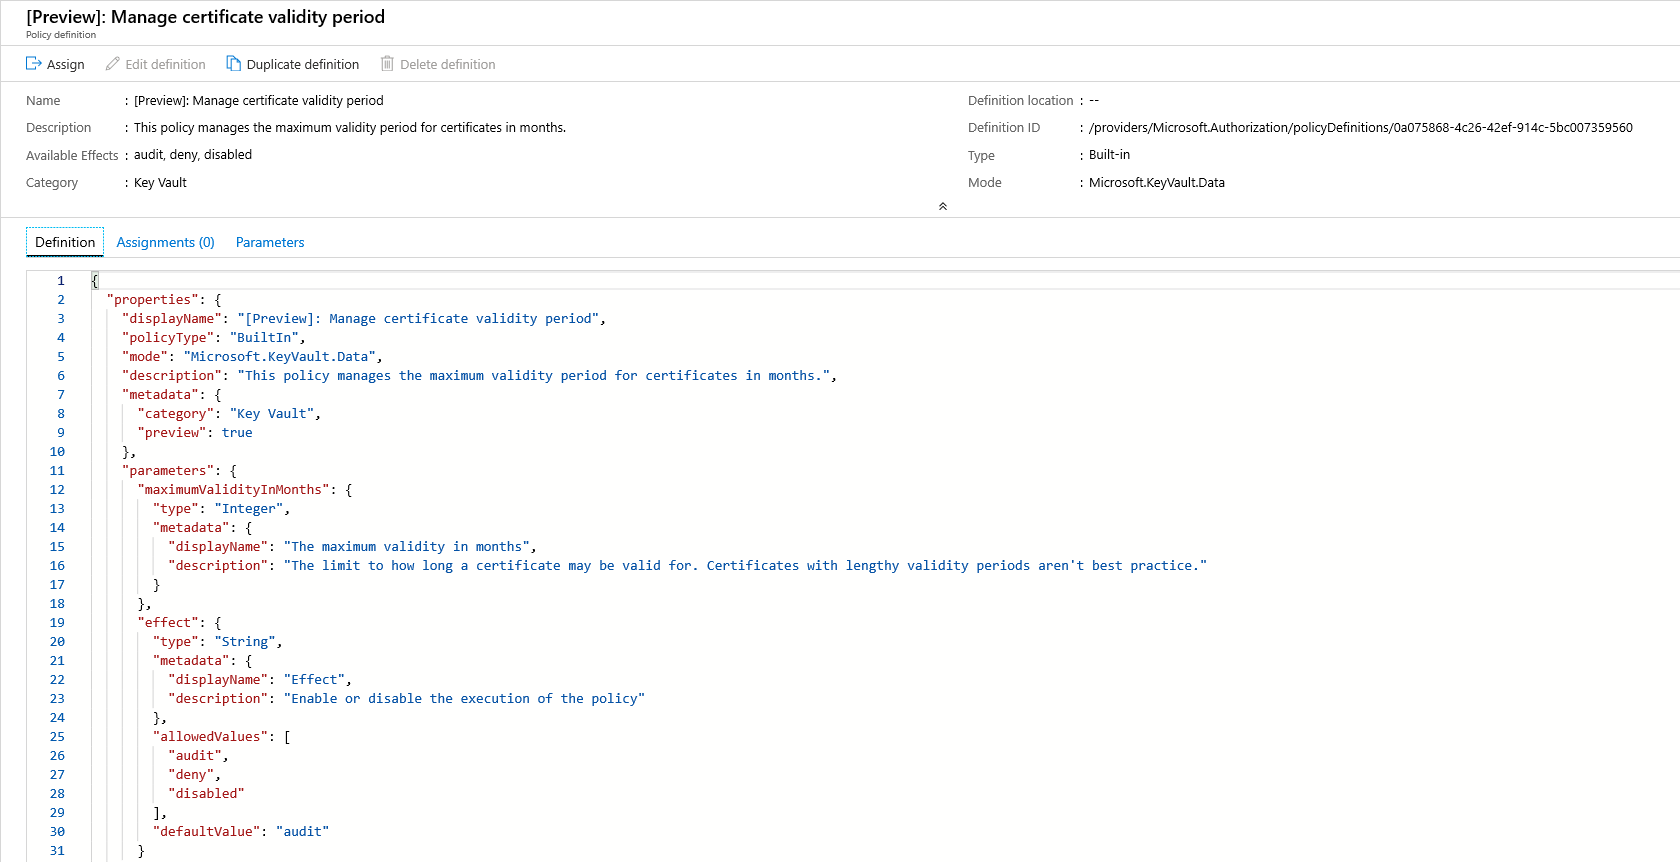 [Preview]: Manage certificate validity period
Policy definition
Assign Edit definition Duplicate definition Delete definition
Name : [Preview]: Manage certificate validity period
Description : This policy manages the maximum validity period for certificates in months.
Available Effects : audit, deny, disabled
Category : Key Vault
Definition location : --
Definition ID : /providers/Microsoft.Authorization/policyDefinitions/0a075868-4c26-42ef-914c-5bc007359560
Type : Built-in
Mode : Microsoft.KeyVault.Data
Definition Assignments (0) Parameters
1 {
2 "properties": {
3 "displayName": "[Preview]: Manage certificate validity period",
4 "policyType": "BuiltIn",
5 "mode": "Microsoft.KeyVault.Data",
6 "description": "This policy manages the maximum validity period for certificates in months.",
7 "metadata": {
8 "category": "Key Vault",
9 "preview": true
10 },
11 "parameters": {
12 "maximumValidityInMonths": {
13 "type": "Integer",
14 "metadata": {
15 "displayName": "The maximum validity in months",
16 "description": "The limit to how long a certificate may be valid for. Certificates with lengthy validity periods aren't best practice."
17 }
18 },
19 "effect": {
20 "type": "String",
21 "metadata": {
22 "displayName": "Effect",
23 "description": "Enable or disable the execution of the policy"
24 },
25 "allowedValues": [
26 "audit",
27 "deny",
28 "disabled"
29 ],
30 "defaultValue": "audit"
31 }